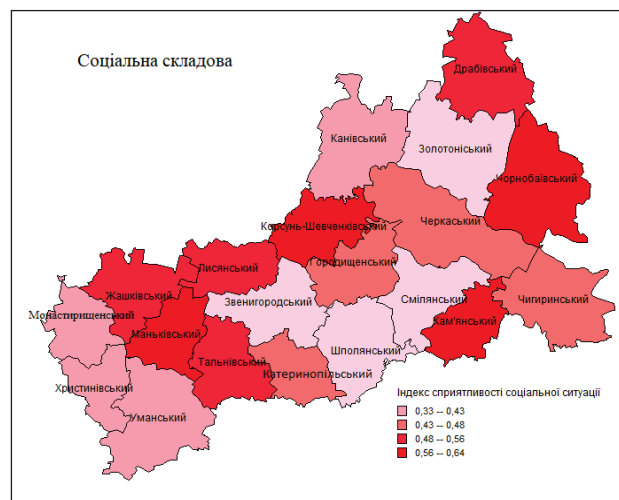 Соціальна складова
Драбівський
Канівський
Золотоніський
Чорнобаївський
Черкаський
Корсунь-Шевченківський
Городищенський
Лисянський
Жашківський
Звенигородський
Смілянський
Чигиринський
Монастирищенський
Маньківський
Кам'янський
Шполянський
Тальнівський
Катеринопільський
Христинівський
Уманський
Індекс сприятливості соціальної ситуації
0,33 -- 0,43
0,43 -- 0,48
0,48 -- 0,56
0,56 -- 0,64